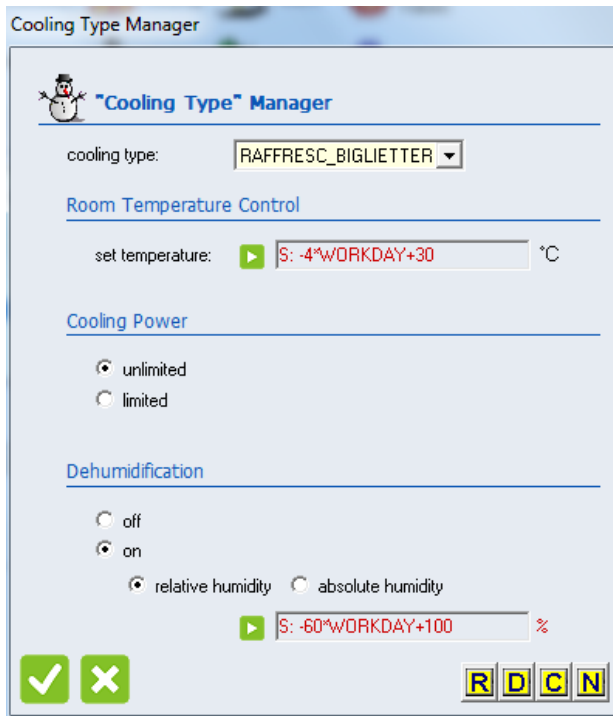 Cooling Type Manager
"Cooling Type" Manager
cooling type: RAFFRESC_BIGLIETTER
Room Temperature Control
set temperature: S: -4*WORKDAY+30 °C
Cooling Power
unlimited
limited
Dehumidification
off
on
relative humidity absolute humidity
S: -60*WORKDAY+100 %
R D C N